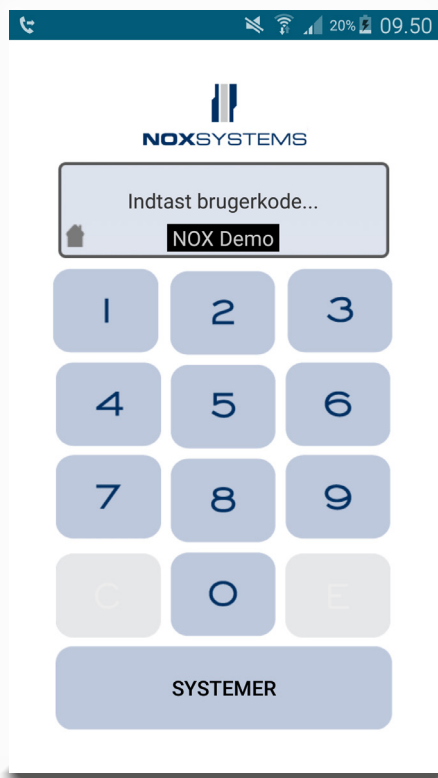 20% 09.50
NOXSYSTEMS
Indtast brugerkode...
NOX Demo
1 2 3
4 5 6
7 8 9
C 0 E
SYSTEMER